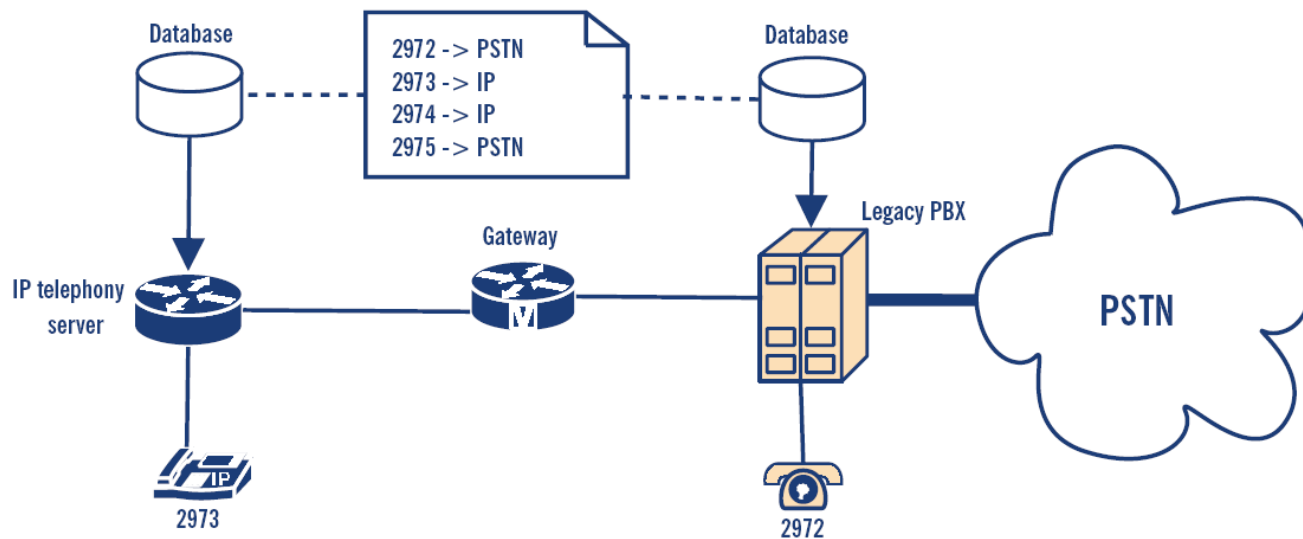 Database
2972 -> PSTN
2973 -> IP
2974 -> IP
2975 -> PSTN
Database
Legacy PBX
Gateway
IP telephony
server
M
PSTN
IP
2973
2972